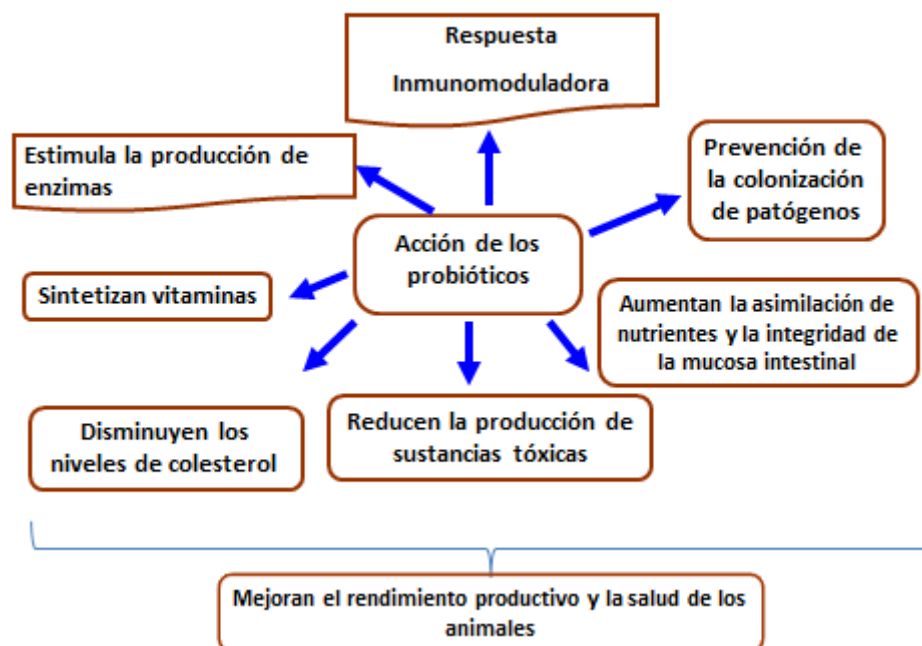 Respuesta
Inmunomoduladora
Estimula la producción de
enzimas
Prevención de
la colonización
de patógenos
Acción de los
probióticos
Sintetizan vitaminas
Aumentan la asimilación de
nutrientes y la integridad de
la mucosa intestinal
Disminuyen los
niveles de colesterol
Reducen la producción de
sustancias tóxicas
Mejoran el rendimiento productivo y la salud de los
animales